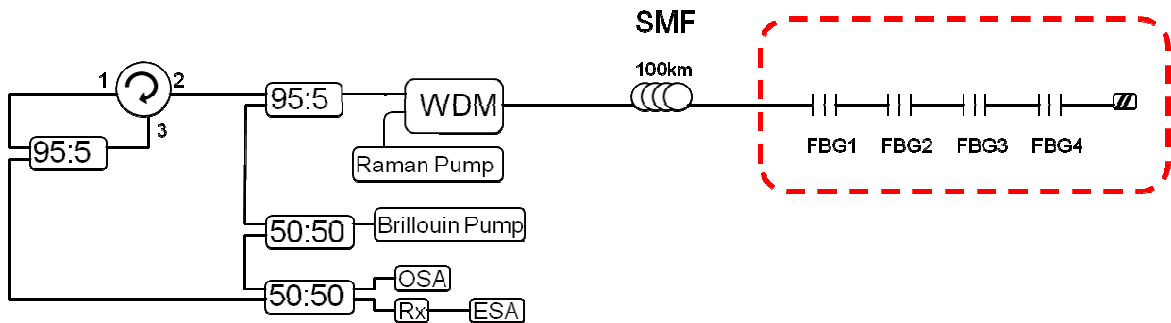 SMF
100km
1
2
3
95:5
95:5
WDM
Raman Pump
FBG1
FBG2
FBG3
FBG4
50:50
Brillouin Pump
50:50
OSA
Rx
ESA